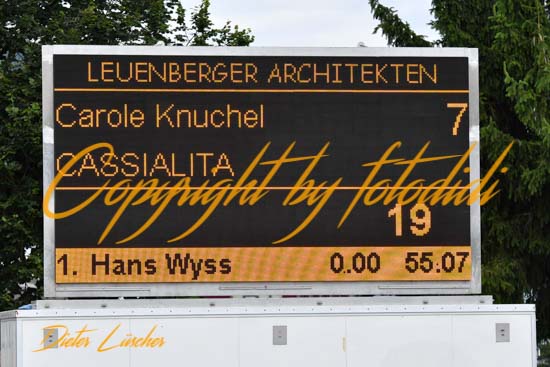 LEUENBERGER ARCHITEKTEN
Carole Knuchel 7
CASSIALITA
Copyright by fotodidi
19
1. Hans Wyss 0.00 55.07
Dieter Lüscher